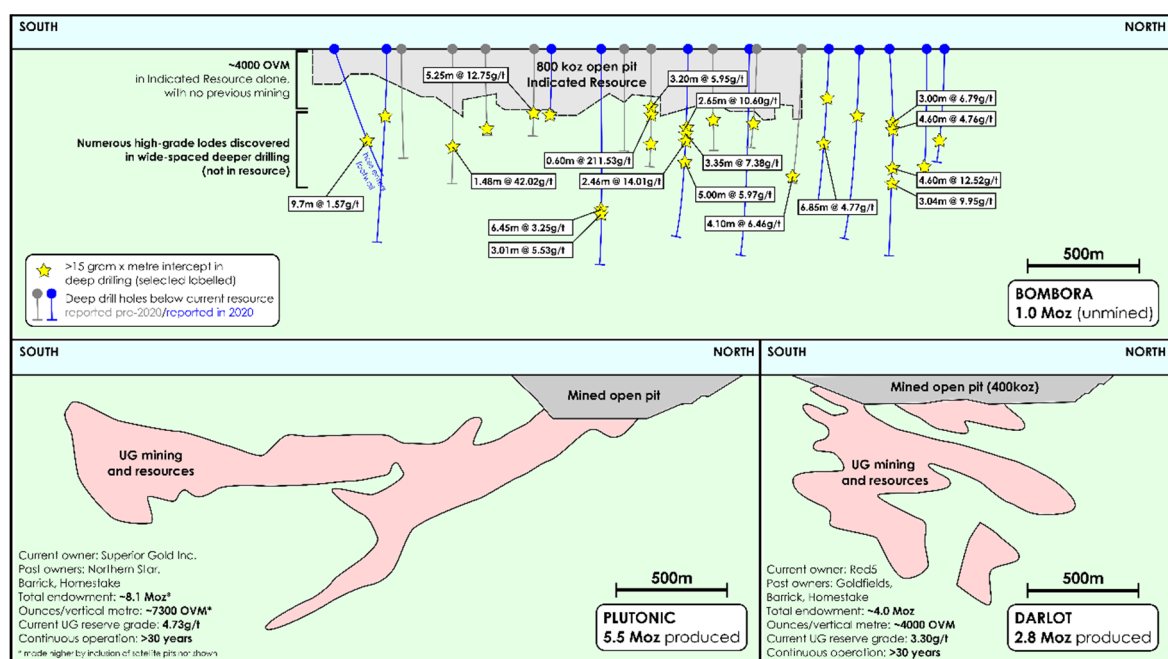 SOUTH
NORTH
~4000 OVM
in Indicated Resource alone,
with no previous mining
800 koz open pit
Indicated Resource
5.25m @ 12.75g/t
3.20m @ 5.95g/t
2.65m @ 10.60g/t
3.00m @ 6.79g/t
4.60m @ 4.76g/t
Numerous high-grade lodes discovered
in wide-spaced deeper drilling
(not in resource)
hole ended
footwall
0.60m @ 211.53g/t
3.35m @ 7.38g/t
1.48m @ 42.02g/t
2.46m @ 14.01g/t
4.60m @ 12.52g/t
5.00m @ 5.97g/t
3.04m @ 9.95g/t
9.7m @ 1.57g/t
6.85m @ 4.77g/t
6.45m @ 3.25g/t
4.10m @ 6.46g/t
3.01m @ 5.53g/t
>15 gram x metre intercept in
deep drilling (selected labelled)
Deep drill holes below current resource
reported pre-2020/reported in 2020
500m
BOMBORA
1.0 Moz (unmined)
SOUTH
NORTH
Mined open pit
UG mining
and resources
Current owner: Superior Gold Inc.
Past owners: Northern Star,
Barrick, Homestake
Total endowment: ~8.1 Moz*
Ounces/vertical metre: ~7300 OVM*
Current UG reserve grade: 4.73g/t
Continuous operation: >30 years
* made higher by inclusion of satellite pits not shown
500m
PLUTONIC
5.5 Moz produced
SOUTH
NORTH
Mined open pit (400koz)
UG mining
and resources
Current owner: Red5
Past owners: Goldfields,
Barrick, Homestake
Total endowment: ~4.0 Moz
Ounces/vertical metre: ~4000 OVM
Current UG reserve grade: 3.30g/t
Continuous operation: >30 years
500m
DARLOT
2.8 Moz produced